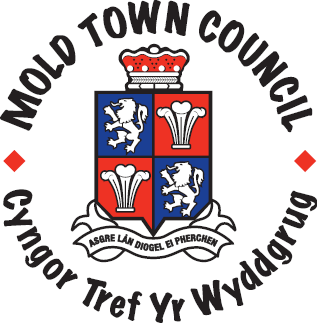 MOLD TOWN COUNCIL
ASGRE LÂN DIOGEL EI PHERCHEN
Cyngor Tref Yr Wyddgrug